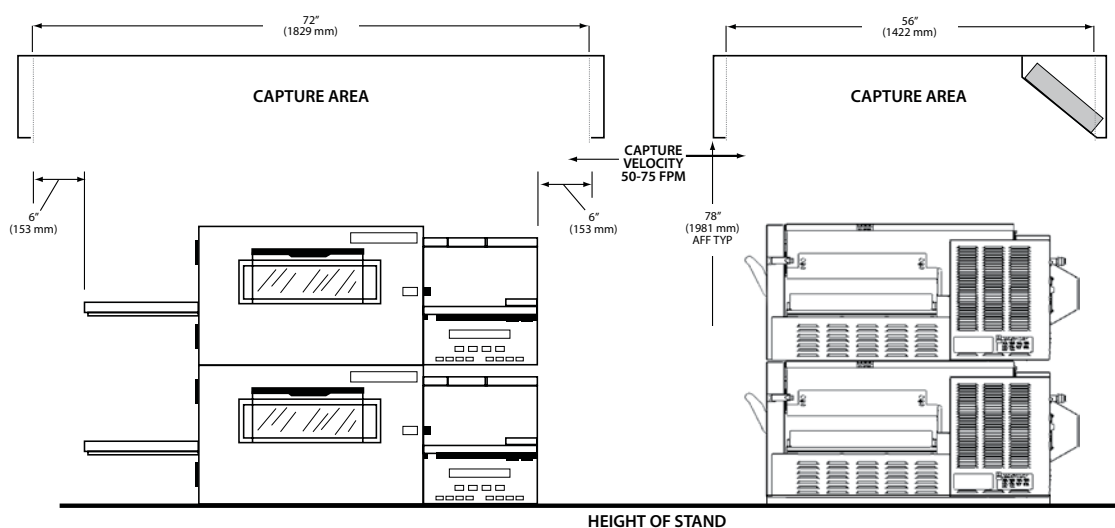 72"
(1829 mm)
56"
(1422 mm)
CAPTURE AREA
CAPTURE AREA
CAPTURE
VELOCITY
50-75 FPM
6"
(153 mm)
6"
(153 mm)
78"
(1981 mm)
AFF TYP
HEIGHT OF STAND